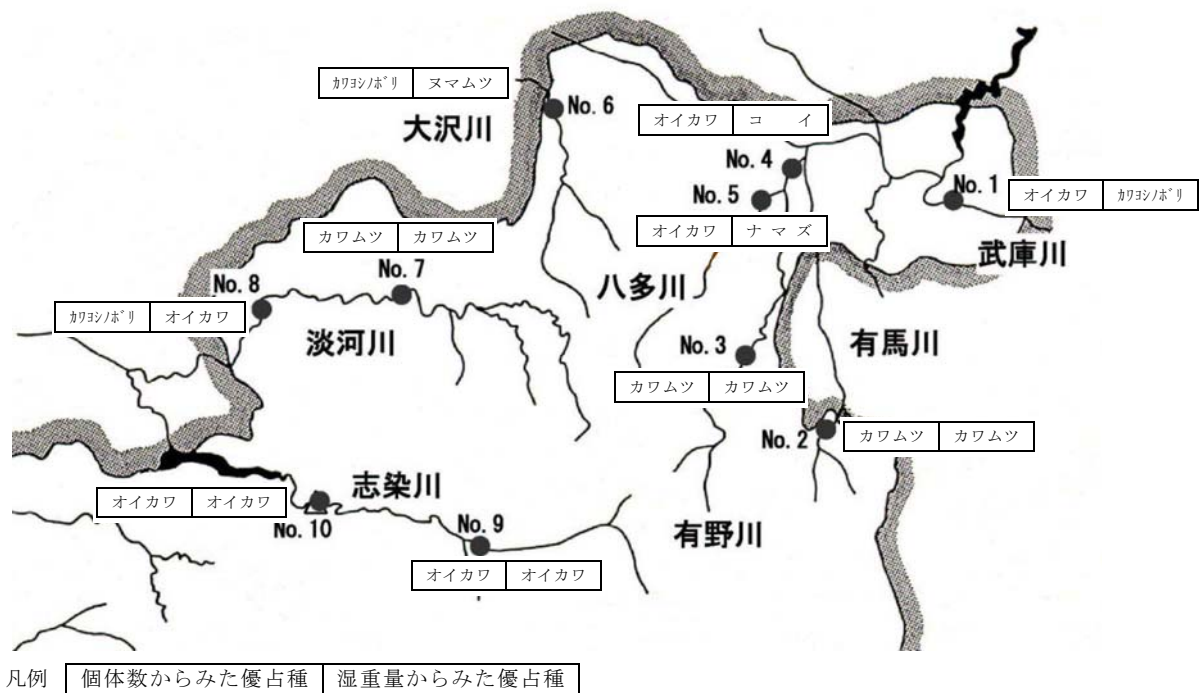 ｶﾜﾖｼﾉﾎﾞﾘ ヌマムツ
No. 6
大沢川
オイカワ コ イ
No. 4
No. 5
No. 1
オイカワ ｶﾜﾖｼﾉﾎﾞﾘ
オイカワ ナ マ ズ
武庫川
カワムツ カワムツ
No. 7
八多川
No. 8
ｶﾜﾖｼﾉﾎﾞﾘ オイカワ
淡河川
No. 3
有馬川
カワムツ カワムツ
No. 2
カワムツ カワムツ
オイカワ オイカワ
志染川
No. 10
No. 9
有野川
オイカワ オイカワ
凡例 個体数からみた優占種 湿重量からみた優占種